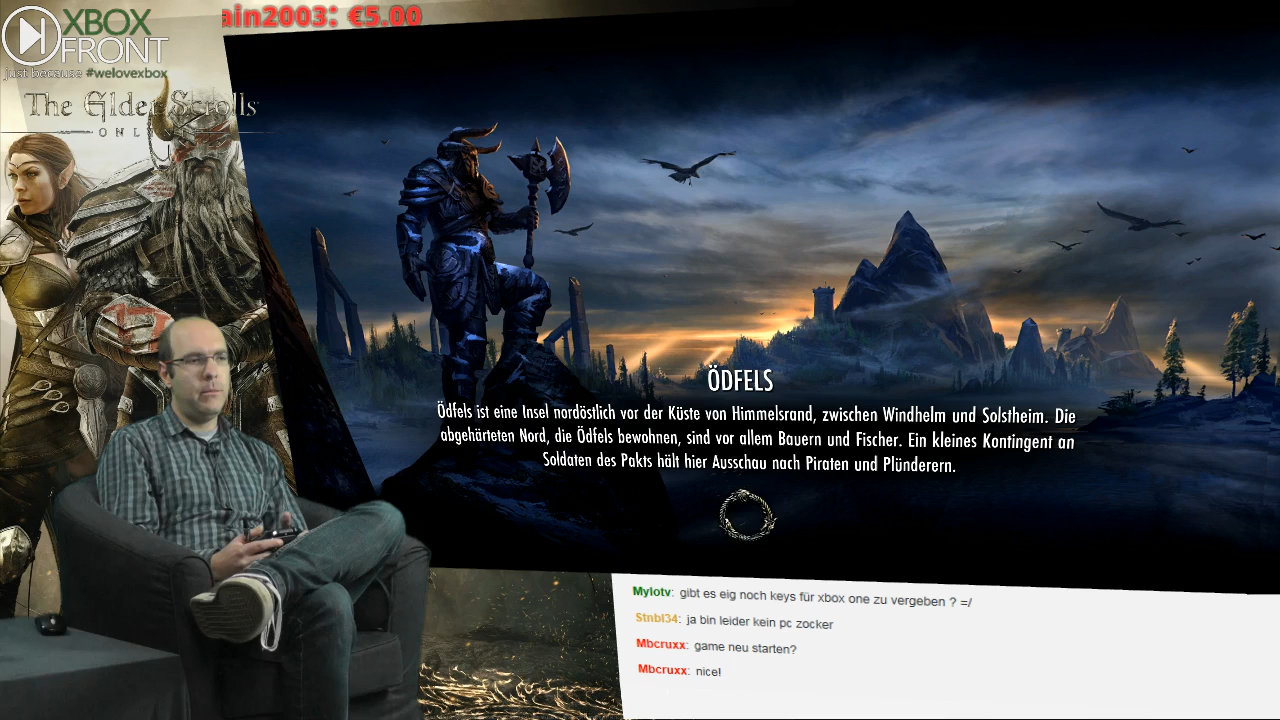 XBOX
FRONT
just because #welovexbox
ain2003: €5.00
The Elder Scrolls
ÖDFELS
Ödfels ist eine Insel nordöstlich vor der Küste von Himmelsrand, zwischen Windhelm und Solstheim. Die
abgehärteten Nord, die Ödfels bewohnen, sind vor allem Bauern und Fischer. Ein kleines Kontingent an
Soldaten des Pakts hält hier Ausschau nach Piraten und Plünderern.
Mylotv: gibt es eig noch keys für xbox one zu vergeben ? =/
Stnbl34: ja bin leider kein pc zocker
Mbcruxx: game neu starten?
Mbcruxx: nice!